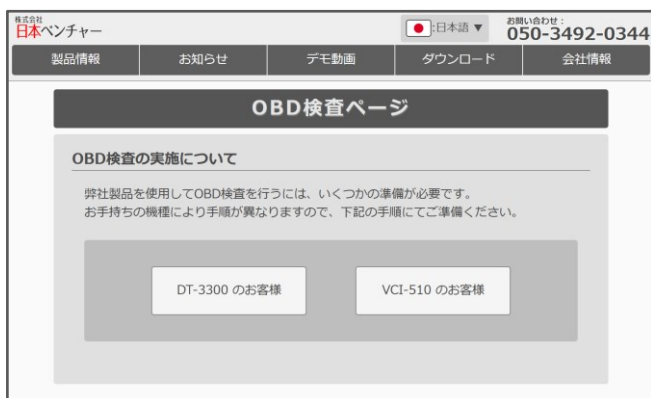 株式会社
日本ベンチャー
:日本語 ▼
お問い合わせ:
050-3492-0344
製品情報 お知らせ デモ動画 ダウンロード 会社情報
OBD検査ページ
OBD検査の実施について
弊社製品を使用してOBD検査を行うには、いくつかの準備が必要です。
お手持ちの機種により手順が異なりますので、下記の手順にてご準備ください。
DT-3300 のお客様 VCI-510 のお客様